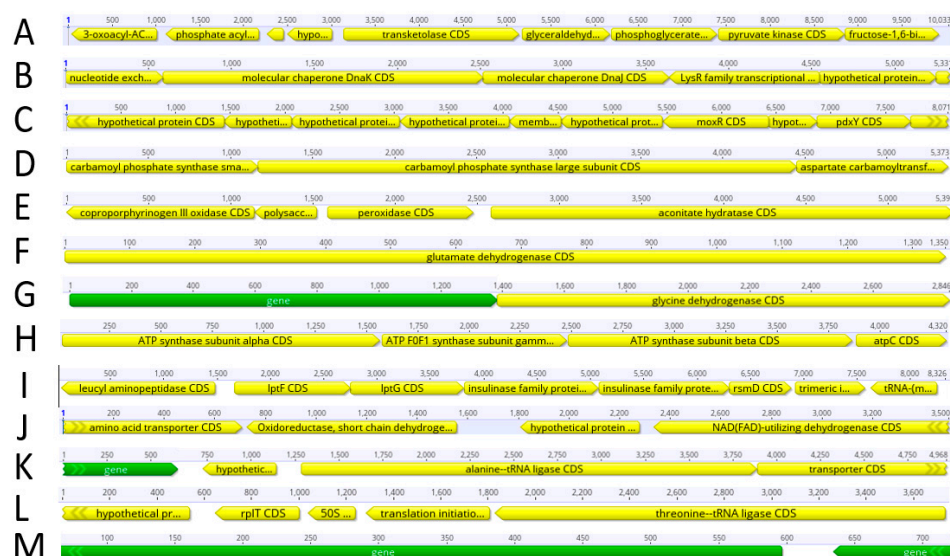 A
1 500 1,000 1,500 2,000 2,500 3,000 3,500 4,000 4,500 5,000 5,500 6,000 6,500 7,000 7,500 8,000 8,500 9,000 9,500 10,033
3-oxoacyl-AC... phosphate acyl... hypo... transketolase CDS glyceraldehyd... phosphoglycerate... pyruvate kinase CDS fructose-1,6-bi...
B
1 500 1,000 1,500 2,000 2,500 3,000 3,500 4,000 4,500 5,000 5,331
nucleotide exch... molecular chaperone DnaK CDS molecular chaperone DnaJ CDS LysR family transcriptional ... hypothetical protein...
C
1 500 1,000 1,500 2,000 2,500 3,000 3,500 4,000 4,500 5,000 5,500 6,000 6,500 7,000 7,500 8,071
hypothetical protein CDS hypotheti... hypothetical protei... hypothetical protei... memb... hypothetical prot... moxR CDS hypot... pdxY CDS
D
1 500 1,000 1,500 2,000 2,500 3,000 3,500 4,000 4,500 5,000 5,373
carbamoyl phosphate synthase sma... carbamoyl phosphate synthase large subunit CDS aspartate carbamoyltransf...
E
1 500 1,000 1,500 2,000 2,500 3,000 3,500 4,000 4,500 5,000 5,39
coproporphyrinogen III oxidase CDS polysacc... peroxidase CDS aconitate hydratase CDS
F
1 100 200 300 400 500 600 700 800 900 1,000 1,100 1,200 1,300 1,350
glutamate dehydrogenase CDS
G
1 200 400 600 800 1,000 1,200 1,400 1,600 1,800 2,000 2,200 2,400 2,600 2,846
gene glycine dehydrogenase CDS
H
250 500 750 1,000 1,250 1,500 1,750 2,000 2,250 2,500 2,750 3,000 3,250 3,500 3,750 4,000 4,320
ATP synthase subunit alpha CDS ATP F0F1 synthase subunit gamm... ATP synthase subunit beta CDS atpC CDS
I
500 1,000 1,500 2,000 2,500 3,000 3,500 4,000 4,500 5,000 5,500 6,000 6,500 7,000 7,500 8,000 8,326
leucyl aminopeptidase CDS lptF CDS lptG CDS insulinase family protei... insulinase family prote... rsmD CDS trimeric i... tRNA-(m...
J
1 200 400 600 800 1,000 1,200 1,400 1,600 1,800 2,000 2,200 2,400 2,600 2,800 3,000 3,200 3,500
amino acid transporter CDS Oxidoreductase, short chain dehydroge... hypothetical protein ... NAD(FAD)-utilizing dehydrogenase CDS
K
1 250 500 750 1,000 1,250 1,500 1,750 2,000 2,250 2,500 2,750 3,000 3,250 3,500 3,750 4,000 4,250 4,500 4,968
gene hypothetic... alanine--tRNA ligase CDS transporter CDS
L
1 200 400 600 800 1,000 1,200 1,400 1,600 1,800 2,000 2,200 2,400 2,600 2,800 3,000 3,200 3,400 3,600
hypothetical pr... rplT CDS 50S ... translation initiatio... threonine--tRNA ligase CDS
M
100 150 200 250 300 350 400 450 500 550 600 650 700
gene gene